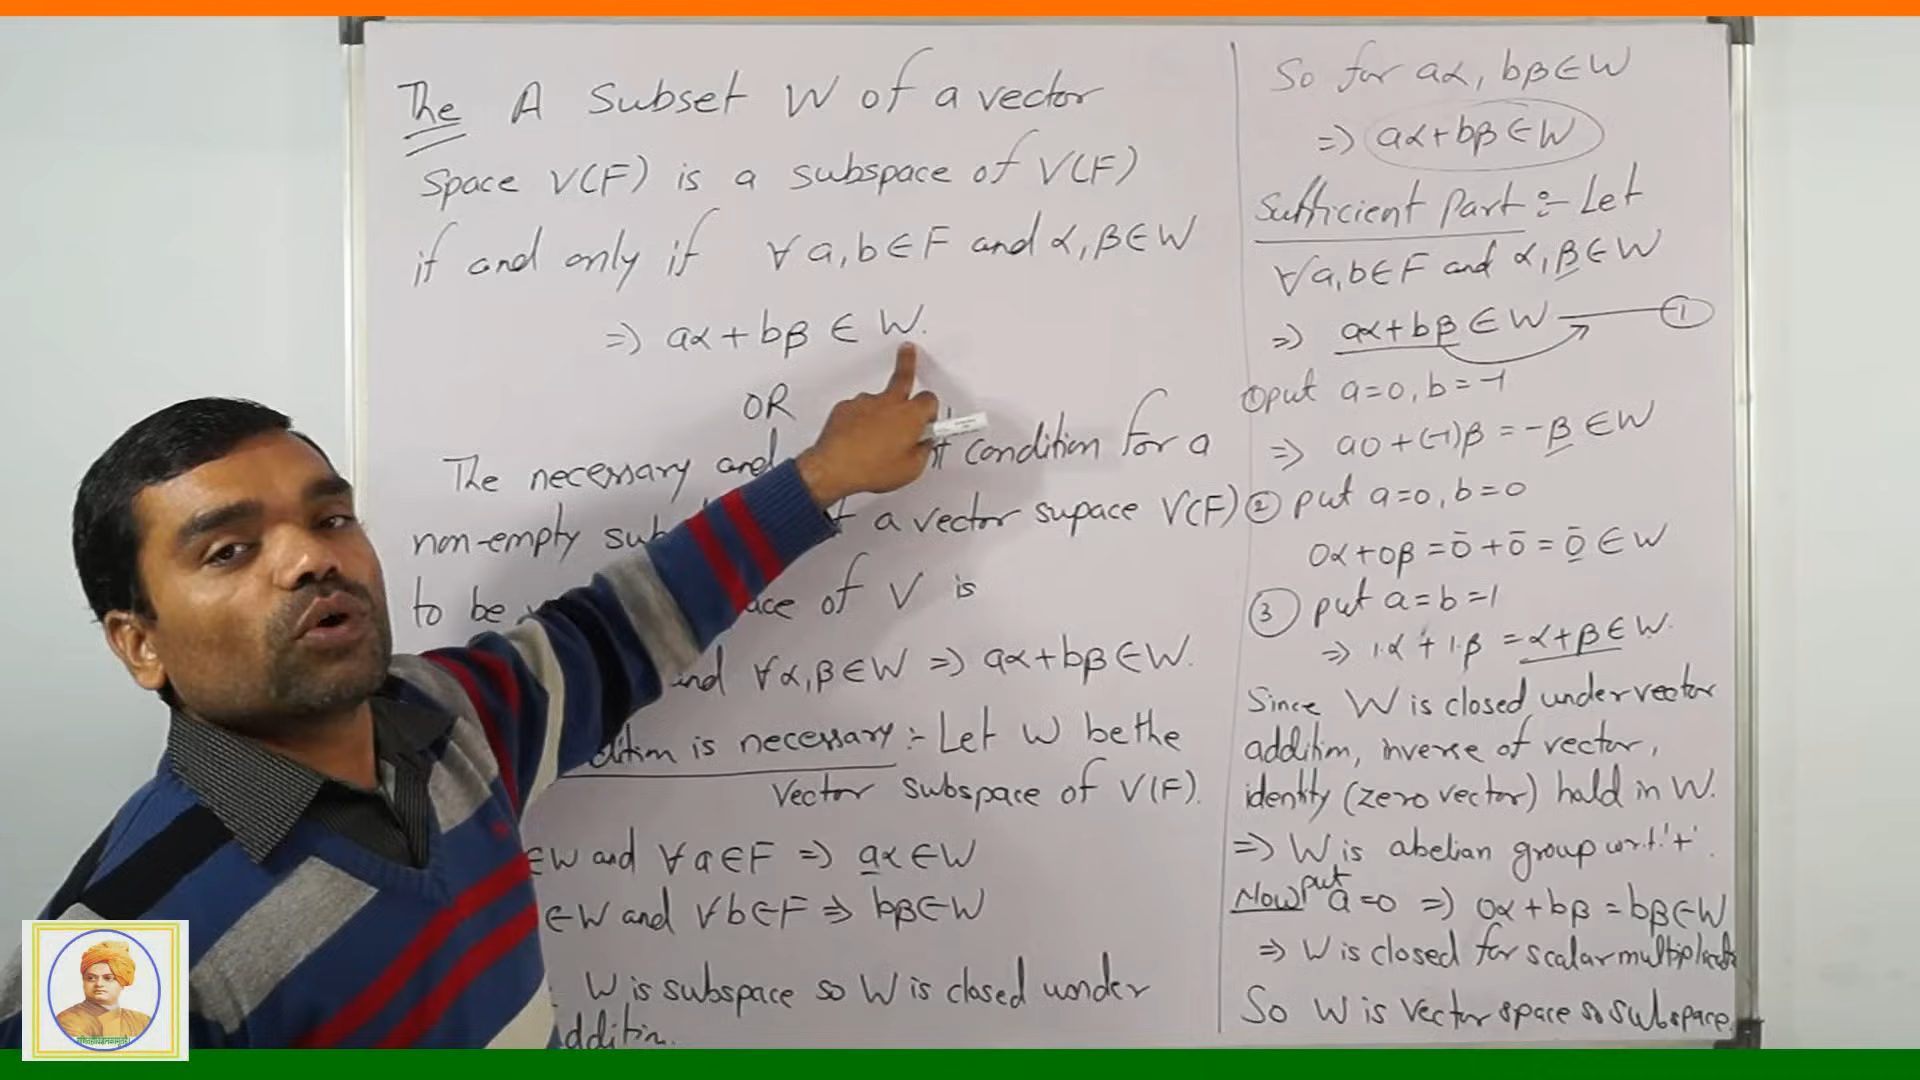 The A Subset W of a vector
Space V(F) is a subspace of V(F)
if and only if ∀ a, b ∈ F and α, β ∈ W
⇒ aα + bβ ∈ W.
OR
The necessary and condition for a
non-empty of a vector supace V(F)
to be of V is
and ∀ α, β ∈ W ⇒ aα + bβ ∈ W.
is necessary :- Let W be the
vector subspace of V(F).
∈ W and ∀ a ∈ F ⇒ aα ∈ W
∈ W and ∀ b ∈ F ⇒ bβ ∈ W
W is subspace so W is closed under
So for aα, bβ ∈ W
⇒ aα + bβ ∈ W
Sufficient Part :- Let
∀ a, b ∈ F and α, β ∈ W
⇒ aα + bβ ∈ W — ①
① put a = 0, b = -1
⇒ a0 + (-1)β = -β ∈ W
② put a = 0, b = 0
0α + 0β = 0̄ + 0̄ = 0̄ ∈ W
③ put a = b = 1
⇒ 1.α + 1.β = α + β ∈ W.
Since W is closed under vector
additim, inverse of vector,
identity (zero vector) hold in W.
⇒ W is abelian group w.r.t. '+'.
Now put a = 0 ⇒ 0α + bβ = bβ ∈ W
⇒ W is closed for scalar
So W is vector space so subspace.